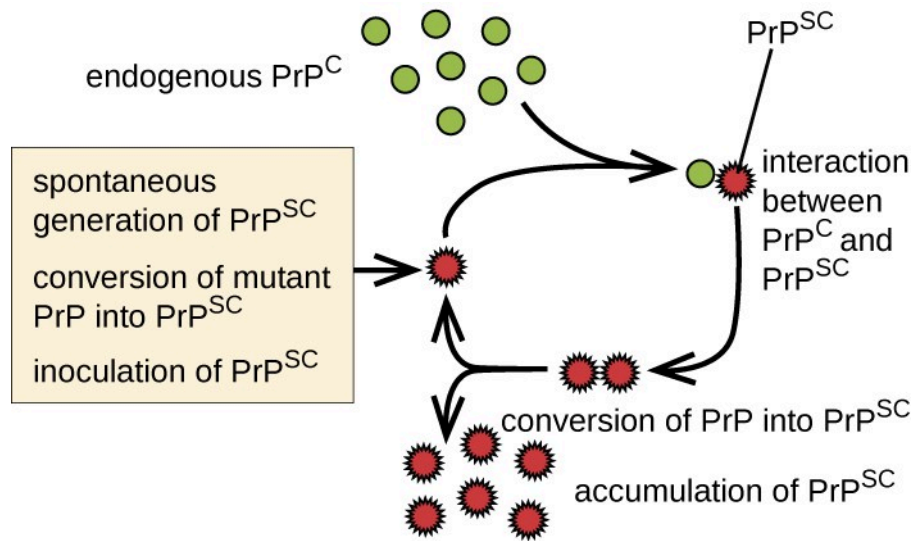 endogenous PrP^C
PrP^SC
spontaneous
generation of PrP^SC
conversion of mutant
PrP into PrP^SC
inoculation of PrP^SC
interaction
between
PrP^C and
PrP^SC
conversion of PrP into PrP^SC
accumulation of PrP^SC